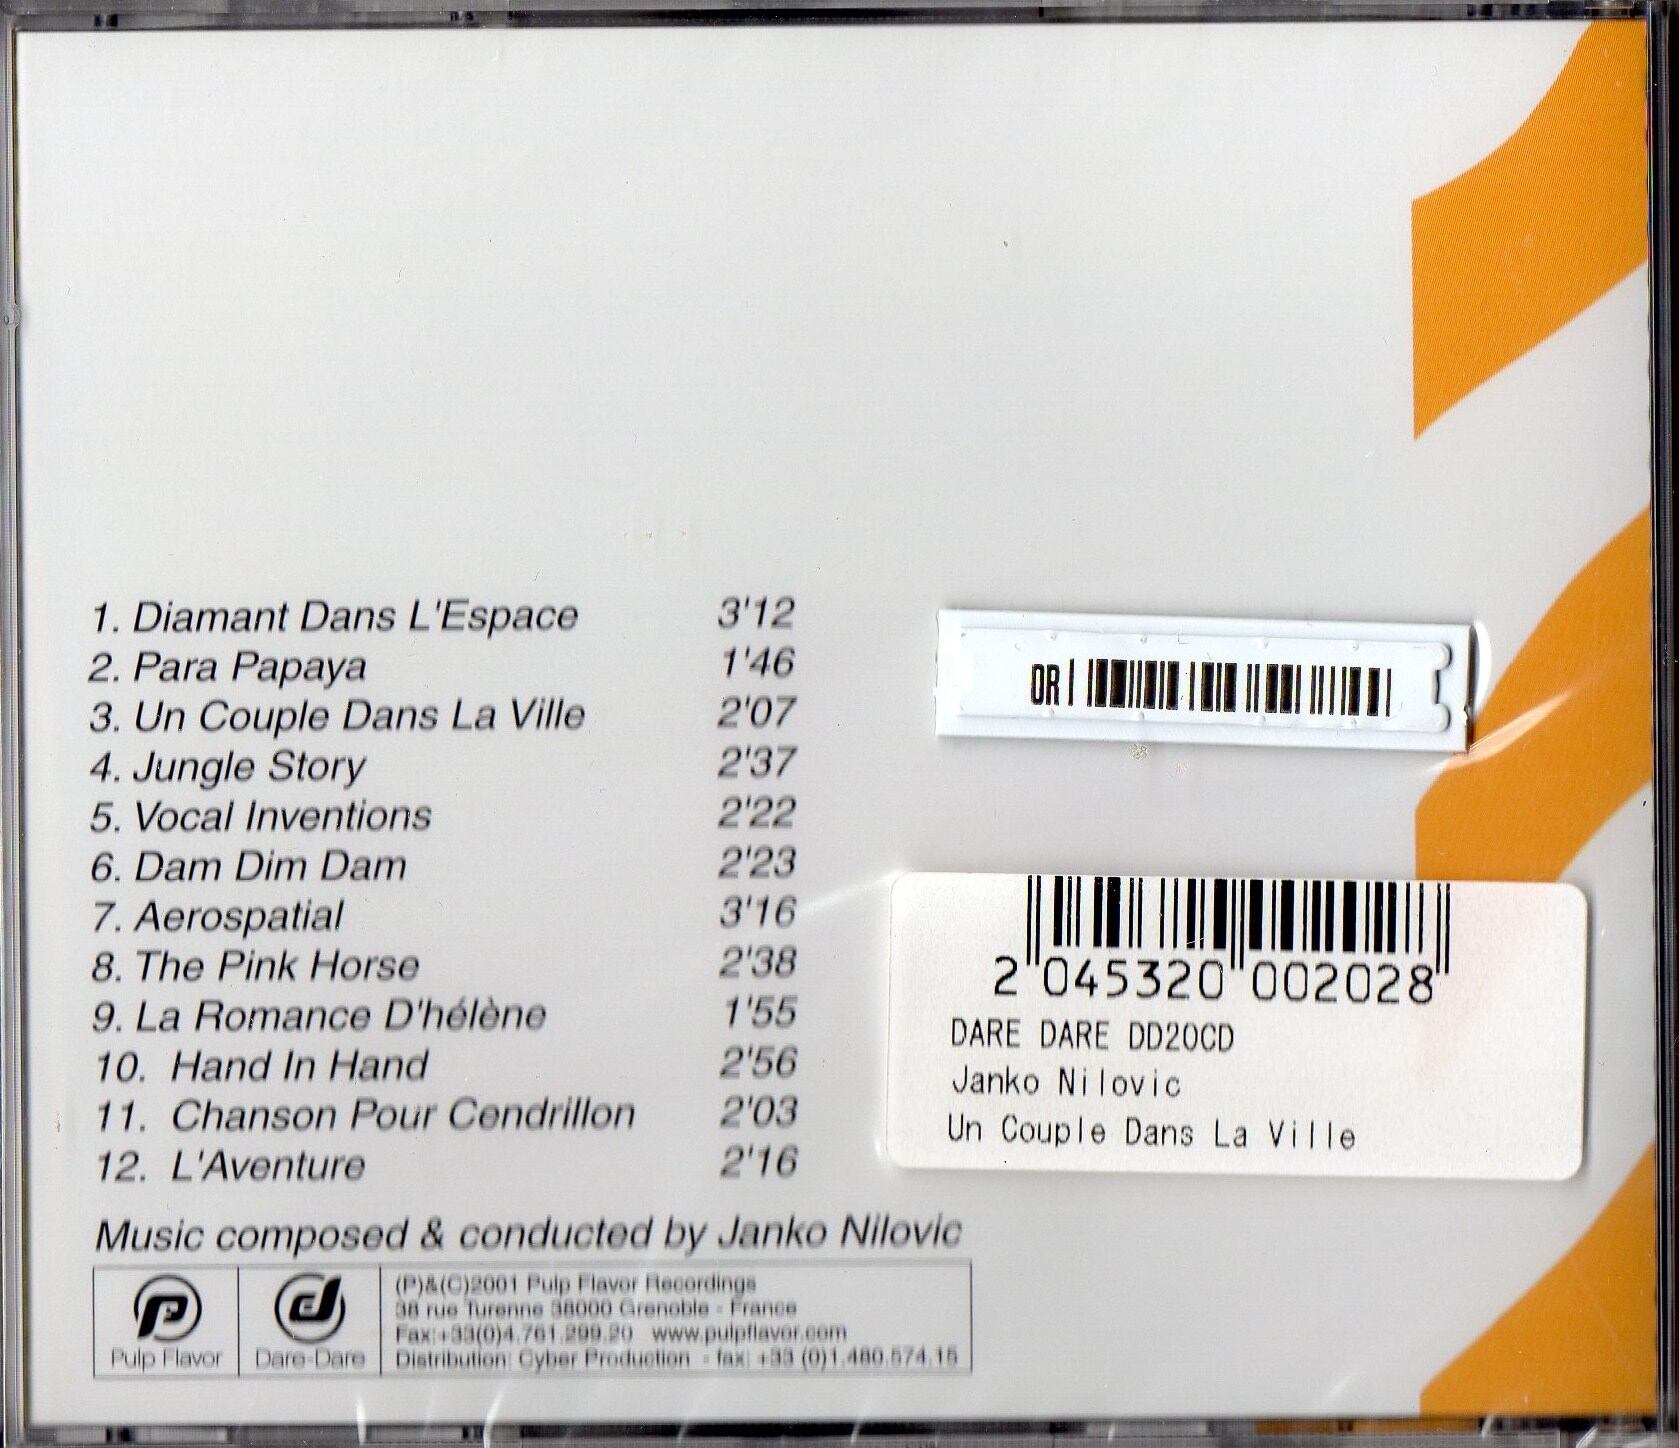 1. Diamant Dans L'Espace 3'12
2. Para Papaya 1'46
3. Un Couple Dans La Ville 2'07
4. Jungle Story 2'37
5. Vocal Inventions 2'22
6. Dam Dim Dam 2'23
7. Aerospatial 3'16
8. The Pink Horse 2'38
9. La Romance D'hélène 1'55
10. Hand In Hand 2'56
11. Chanson Pour Cendrillon 2'03
12. L'Aventure 2'16
Music composed & conducted by Janko Nilovic
Pulp Flavor
Dare-Dare
(P)&(C)2001 Pulp Flavor Recordings
38 rue Turenne 38000 Grenoble - France
Fax:+33(0)4.761.299.20 www.pulpflavor.com
Distribution: Cyber Production - fax: +33 (0)1.480.574.15
OR
2 045320 002028
DARE DARE DD20CD
Janko Nilovic
Un Couple Dans La Ville